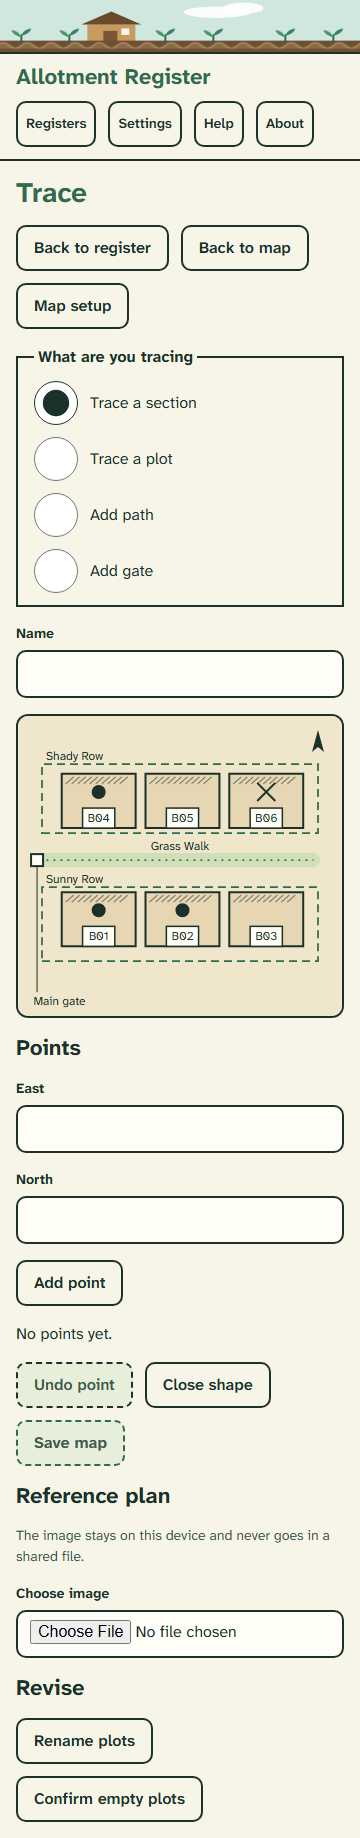 Allotment Register
Registers
Settings
Help
About
Trace
Back to register
Back to map
Map setup
What are you tracing
Trace a section
Trace a plot
Add path
Add gate
Name
Shady Row
B04
B05
B06
Grass Walk
Sunny Row
B01
B02
B03
Main gate
Points
East
North
Add point
No points yet.
Undo point
Close shape
Save map
Reference plan
The image stays on this device and never goes in a
shared file.
Choose image
Choose File No file chosen
Revise
Rename plots
Confirm empty plots